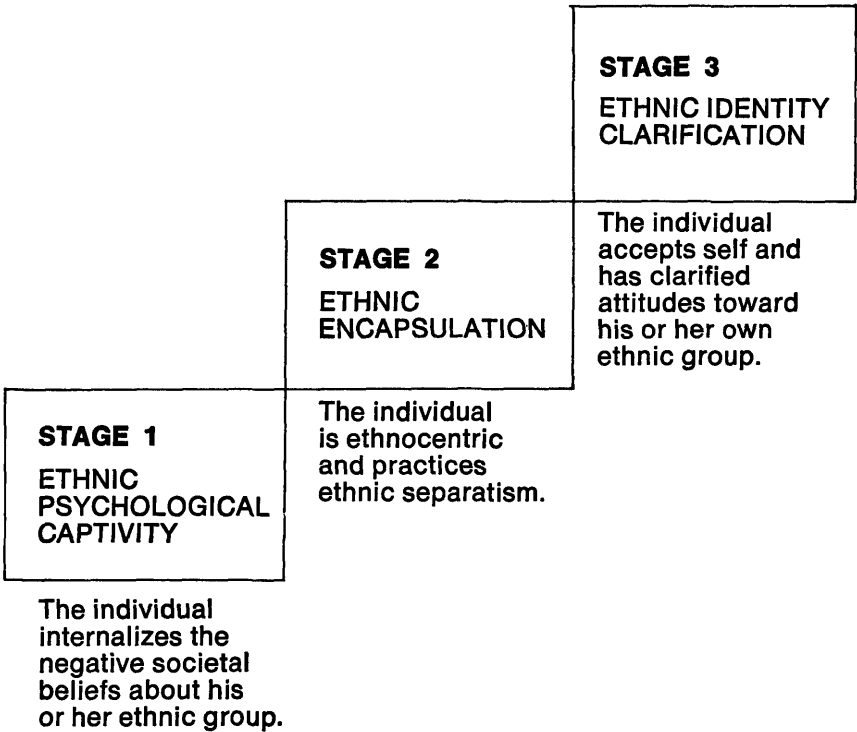 STAGE 3
ETHNIC IDENTITY
CLARIFICATION
The individual
accepts self and
has clarified
attitudes toward
his or her own
ethnic group.
STAGE 2
ETHNIC
ENCAPSULATION
The individual
is ethnocentric
and practices
ethnic separatism.
STAGE 1
ETHNIC
PSYCHOLOGICAL
CAPTIVITY
The individual
internalizes the
negative societal
beliefs about his
or her ethnic group.